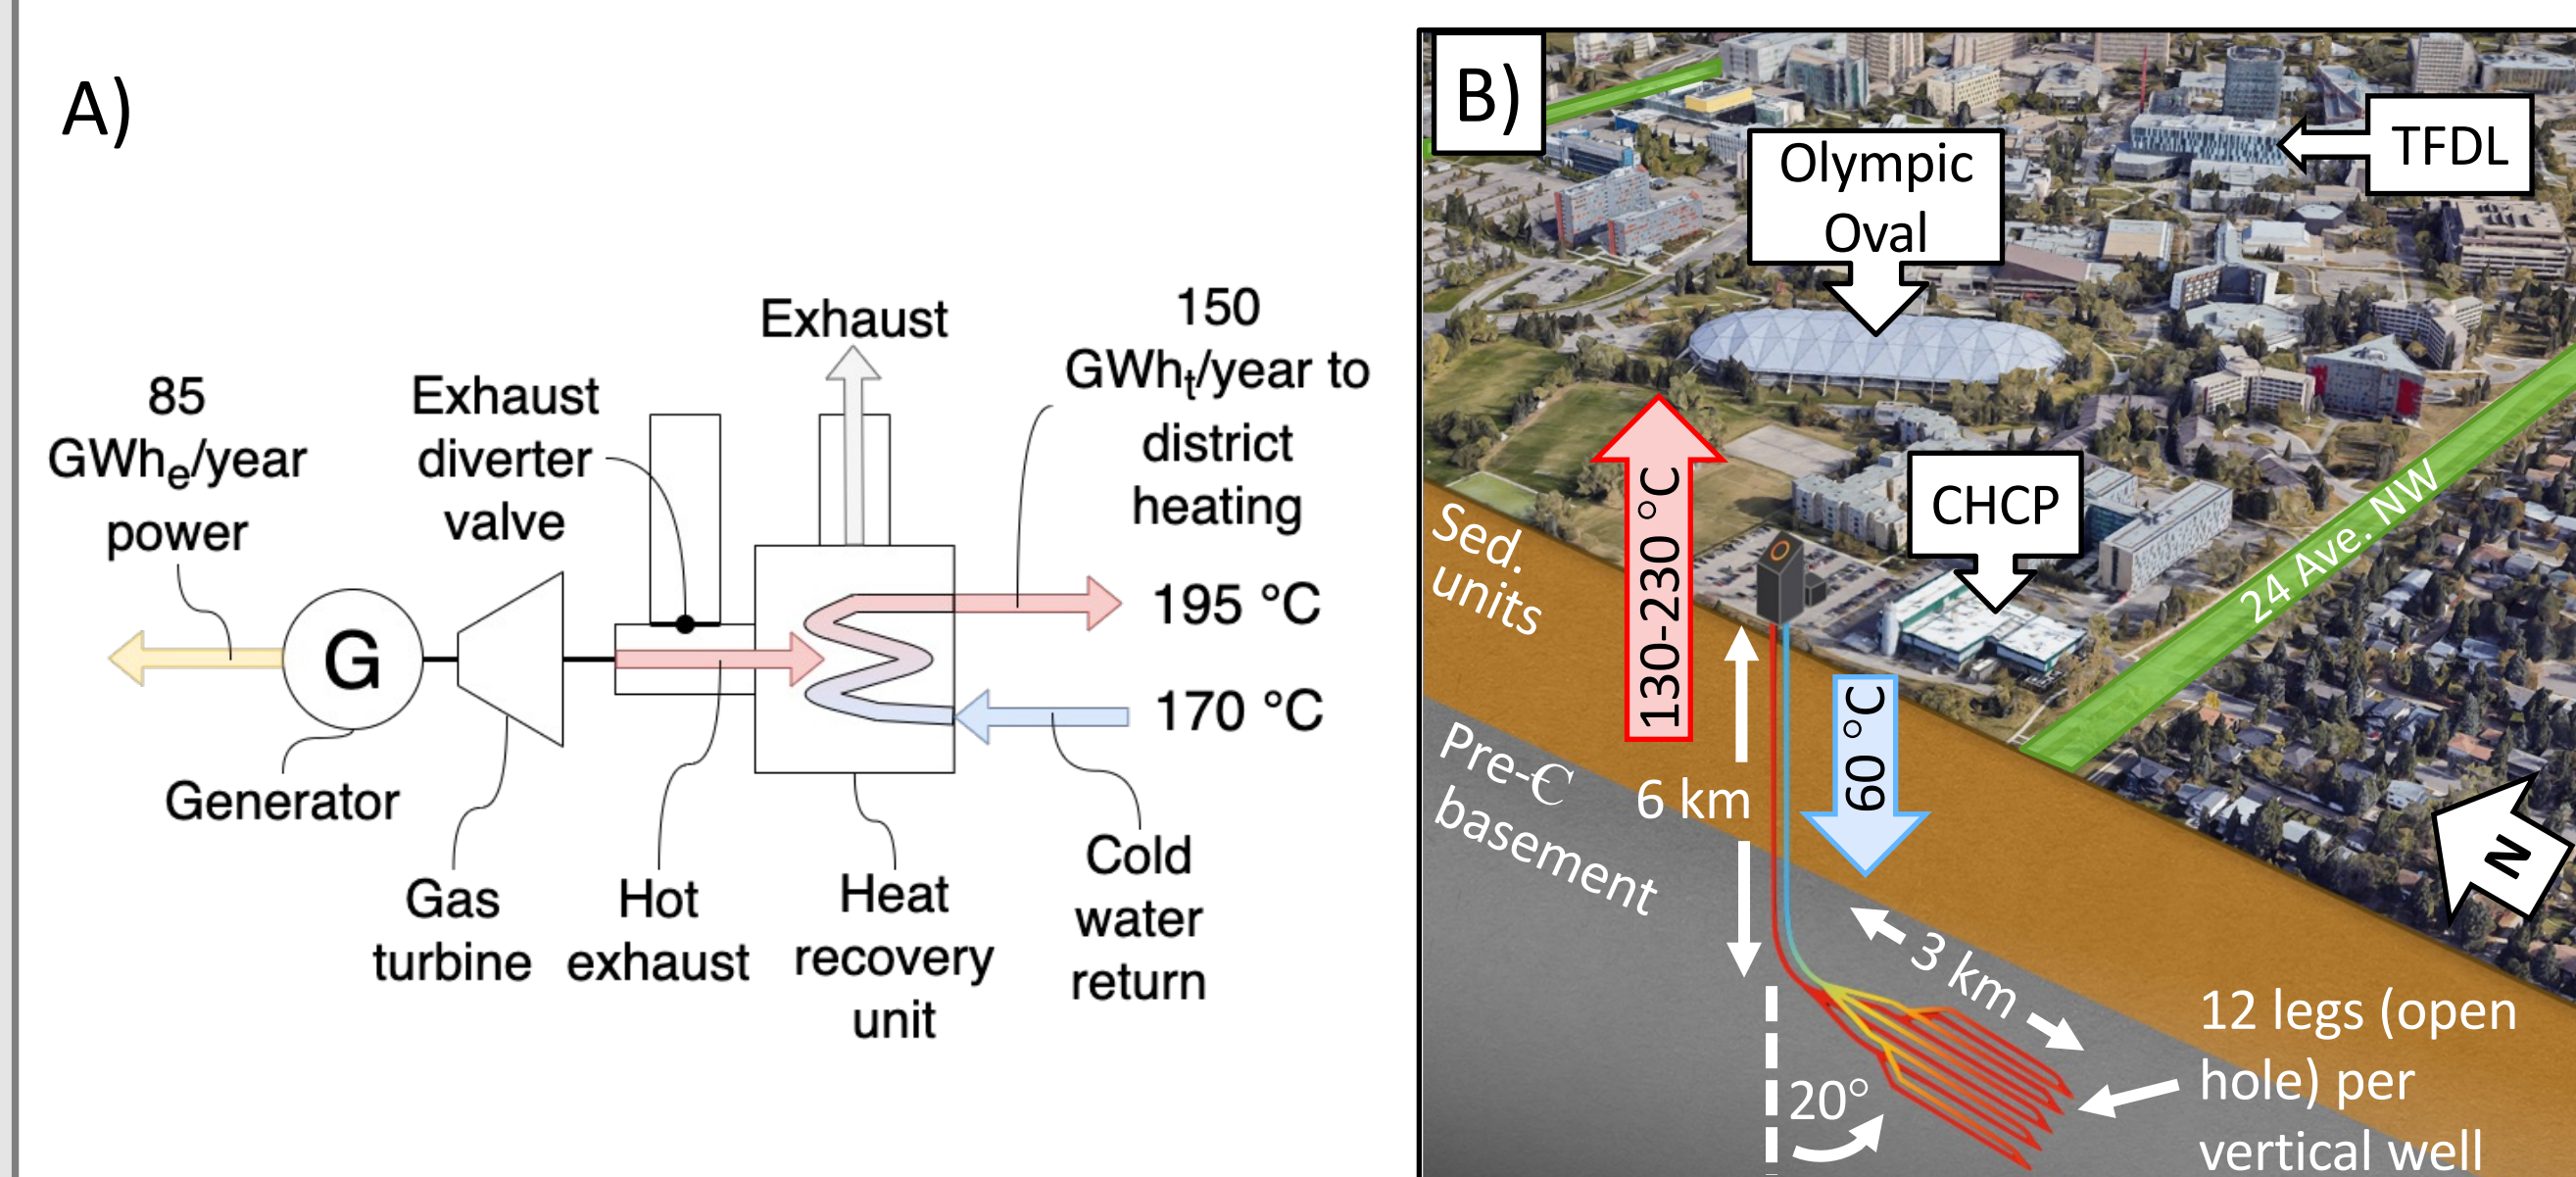 A)
85
GWhe/year
power
Exhaust
diverter
valve
Exhaust
150
GWht/year to
district
heating
195 °C
170 °C
G
Generator
Gas
turbine
Hot
exhaust
Heat
recovery
unit
Cold
water
return
B)
Olympic
Oval
TFDL
CHCP
24 Ave. NW
Sed.
units
Pre-Ꞓ
basement
130-230 °C
60 °C
6 km
3 km
20°
12 legs (open
hole) per
vertical well
N